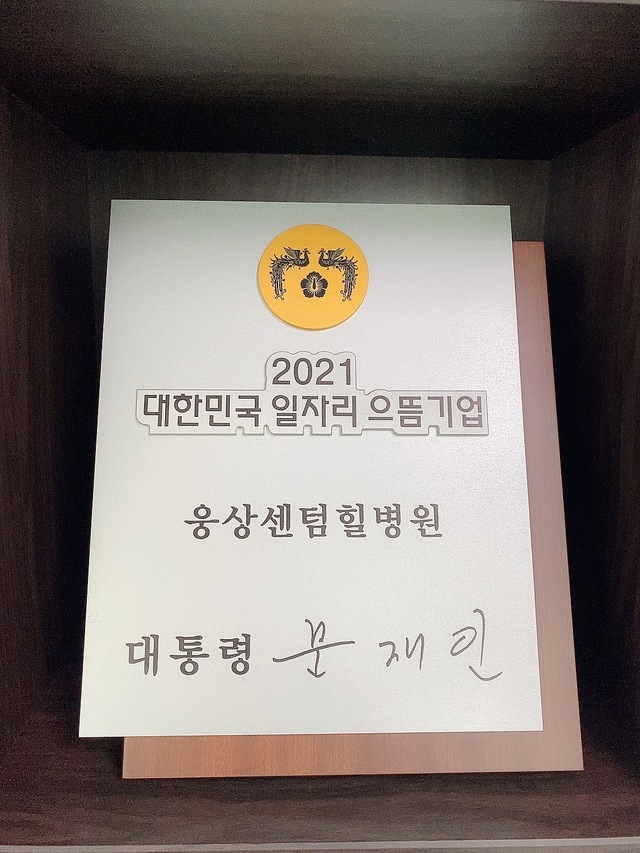 2021
대한민국 일자리 으뜸기업
웅상센텀힐병원
대통령 문재인